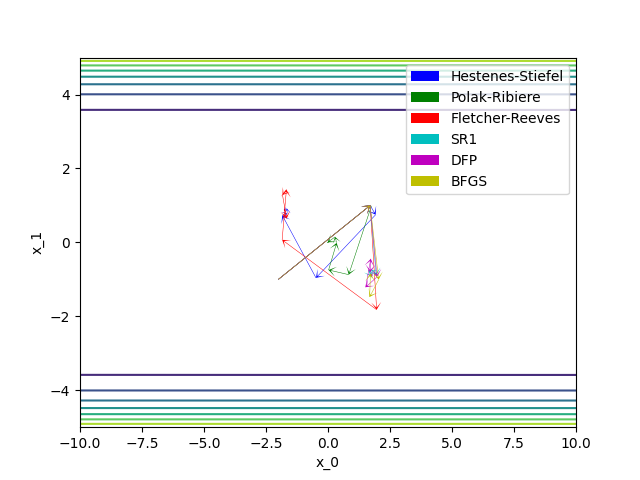 Hestenes-Stiefel
Polak-Ribiere
Fletcher-Reeves
SR1
DFP
BFGS
4
2
0
−2
−4
x_1
−10.0 −7.5 −5.0 −2.5 0.0 2.5 5.0 7.5 10.0
x_0